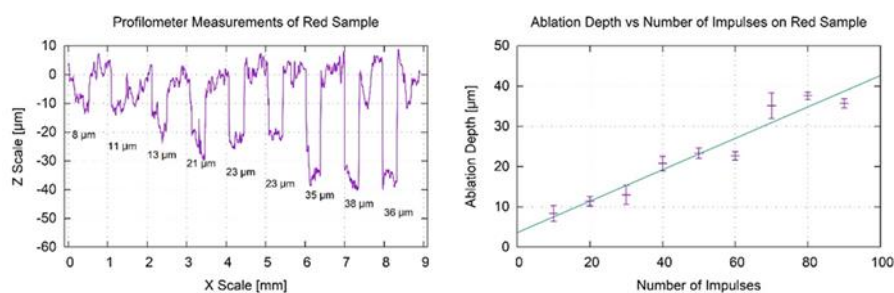 Profilometer Measurements of Red Sample
10
0
-10
-20
-30
-40
-50
-60
Z Scale [μm]
8 μm
11 μm
13 μm
21 μm
23 μm
23 μm
35 μm
38 μm
36 μm
0 1 2 3 4 5 6 7 8 9
X Scale [mm]
Ablation Depth vs Number of Impulses on Red Sample
50
40
30
20
10
0
Ablation Depth [μm]
0 20 40 60 80 100
Number of Impulses